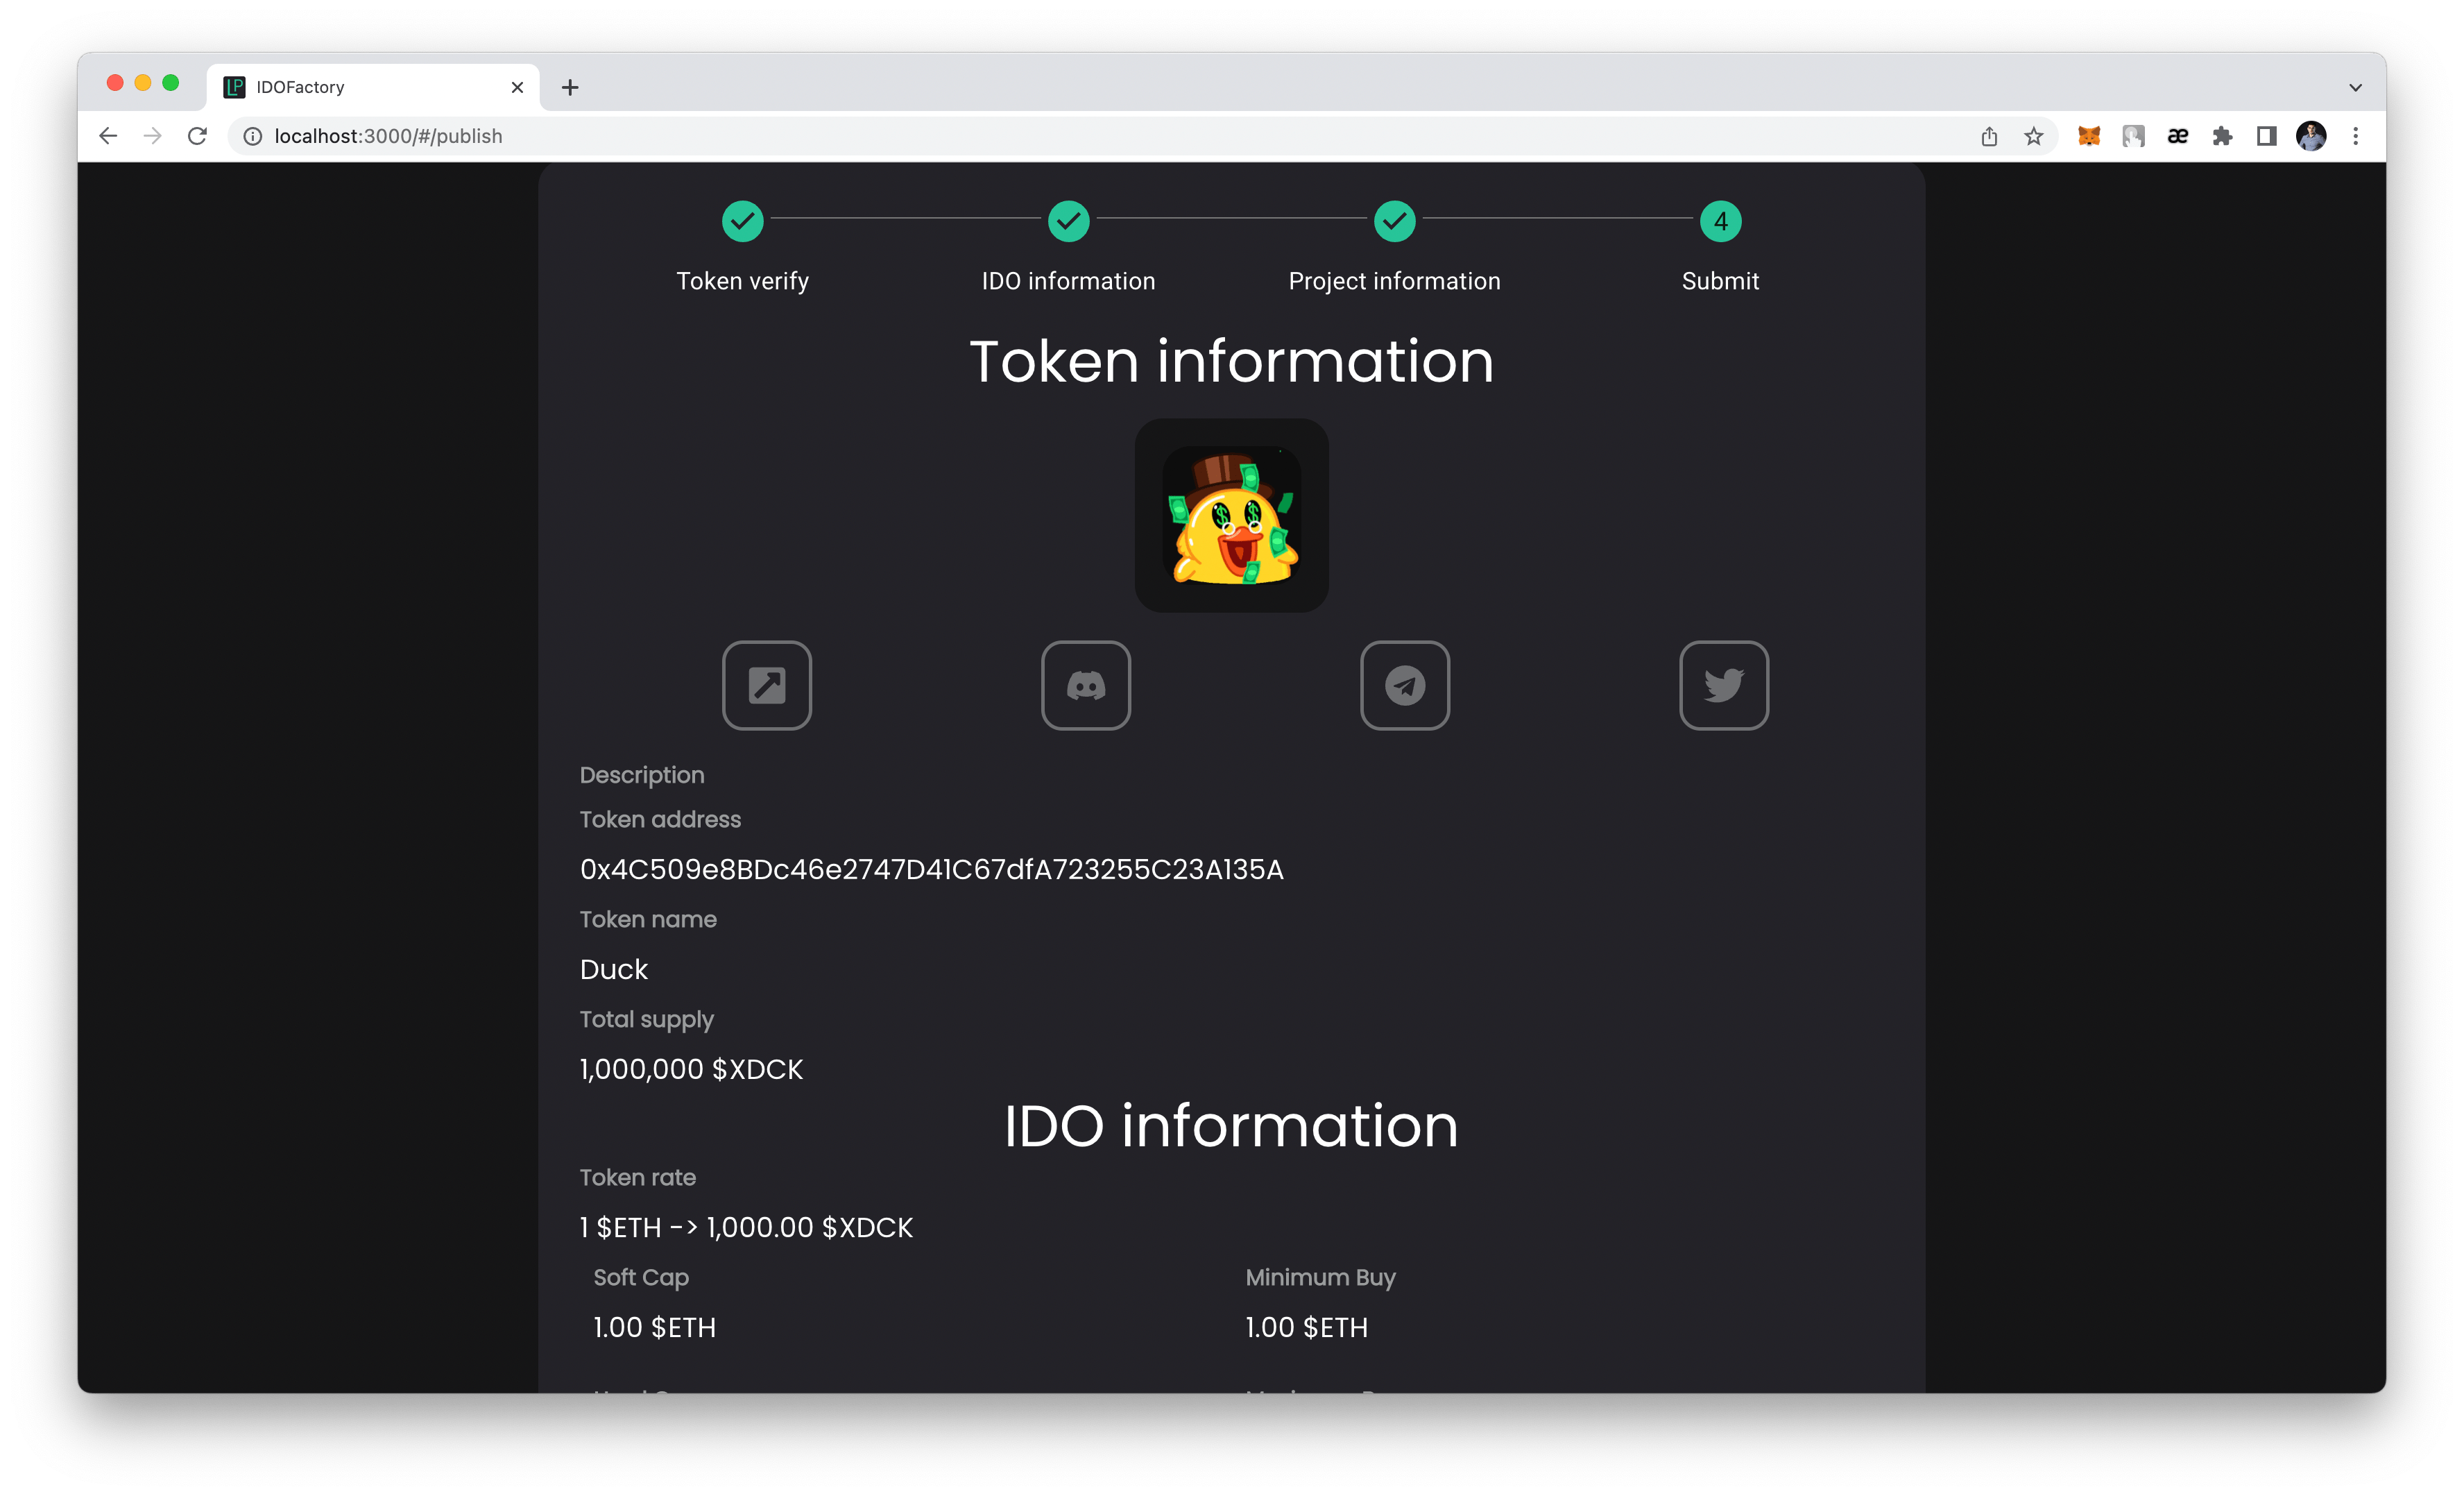 IDOFactory
localhost:3000/#/publish
4
Token verify
IDO information
Project information
Submit
Token information
Description
Token address
0x4C509e8BDc46e2747D41C67dfA723255C23A135A
Token name
Duck
Total supply
1,000,000 $XDCK
IDO information
Token rate
1 $ETH -> 1,000.00 $XDCK
Soft Cap
Minimum Buy
1.00 $ETH
1.00 $ETH